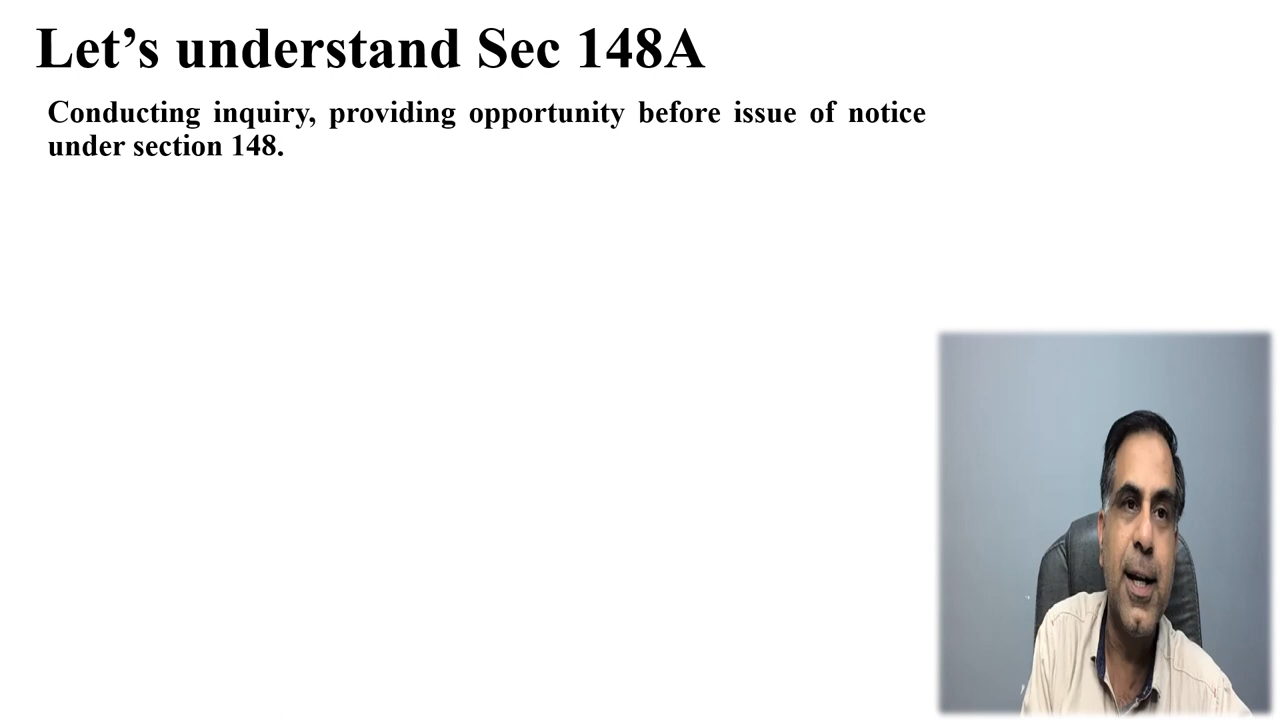 Let’s understand Sec 148A
Conducting inquiry, providing opportunity before issue of notice
under section 148.